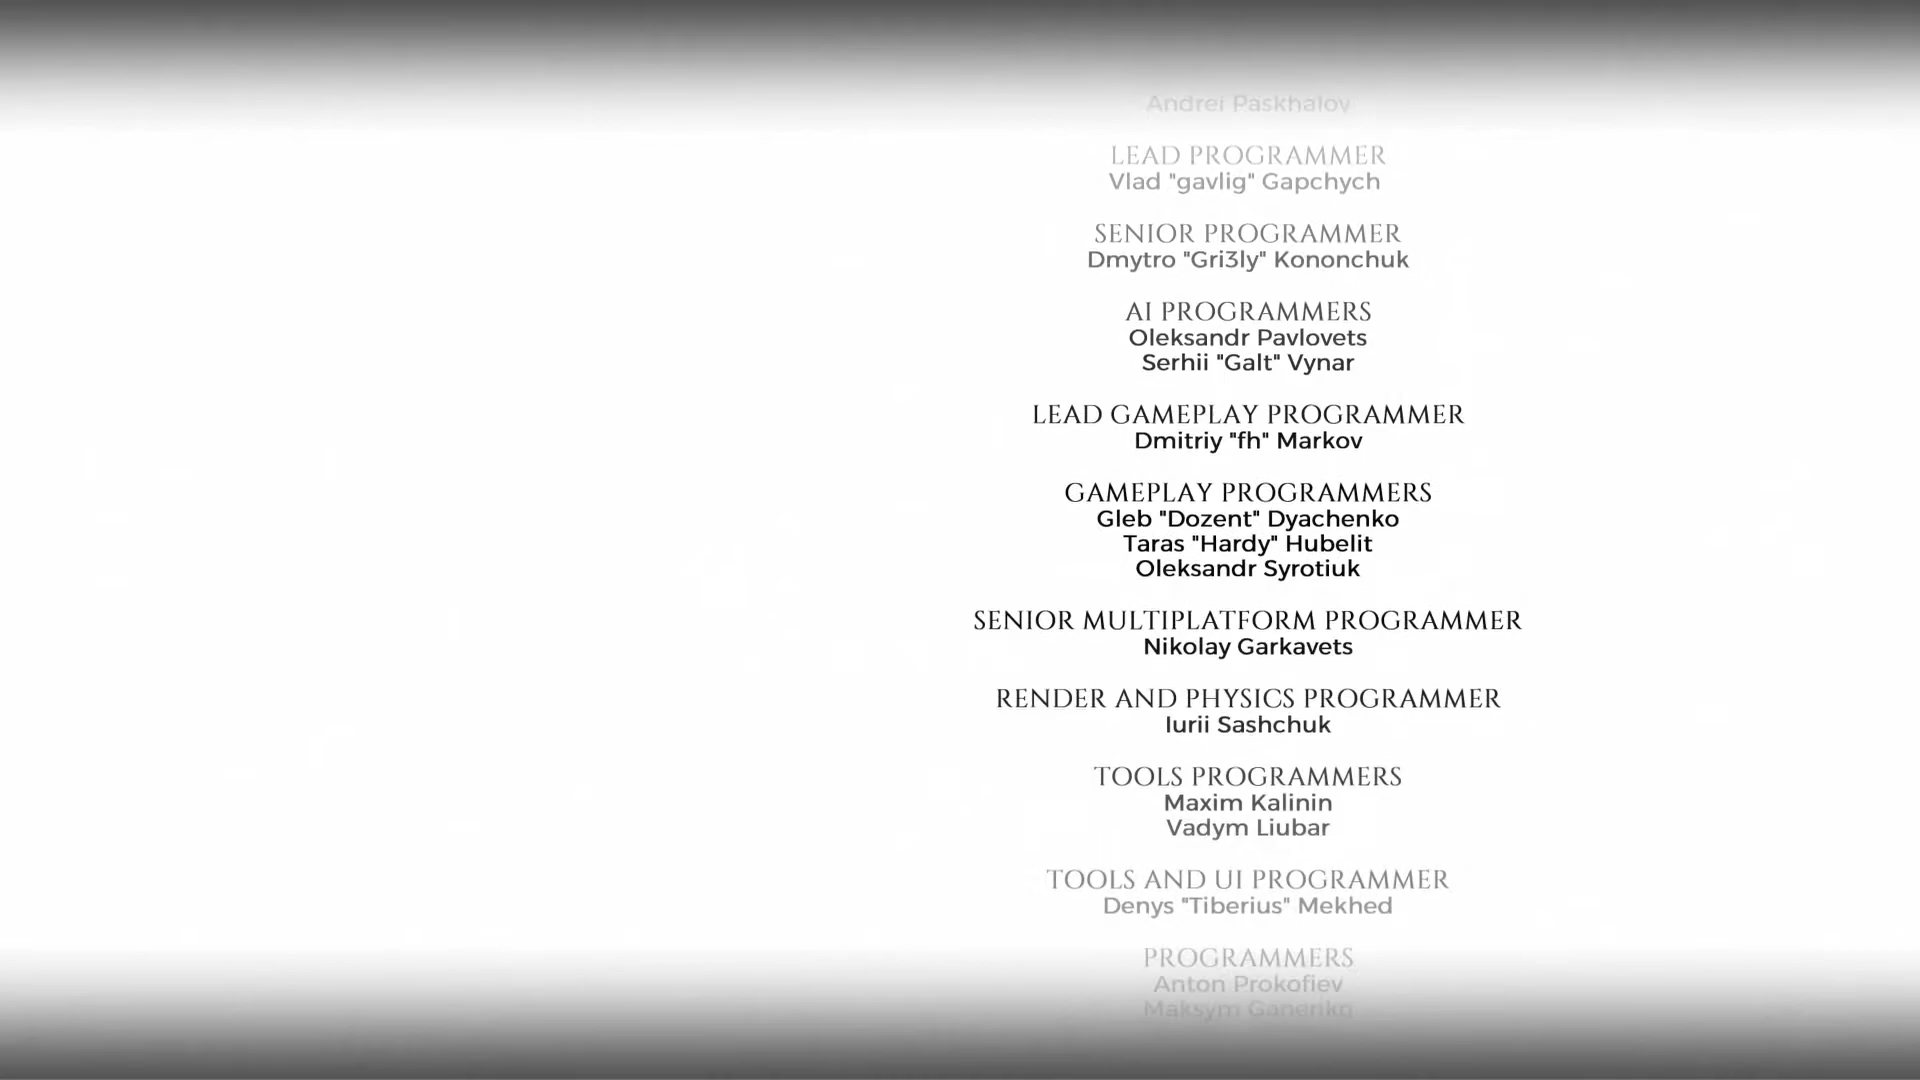 Andrei Paskhalov
LEAD PROGRAMMER
Vlad "gavlig" Gapchych
SENIOR PROGRAMMER
Dmytro "Gri3ly" Kononchuk
AI PROGRAMMERS
Oleksandr Pavlovets
Serhii "Galt" Vynar
LEAD GAMEPLAY PROGRAMMER
Dmitriy "fh" Markov
GAMEPLAY PROGRAMMERS
Gleb "Dozent" Dyachenko
Taras "Hardy" Hubelit
Oleksandr Syrotiuk
SENIOR MULTIPLATFORM PROGRAMMER
Nikolay Garkavets
RENDER AND PHYSICS PROGRAMMER
Iurii Sashchuk
TOOLS PROGRAMMERS
Maxim Kalinin
Vadym Liubar
TOOLS AND UI PROGRAMMER
Denys "Tiberius" Mekhed
PROGRAMMERS
Anton Prokofiev
Maksym